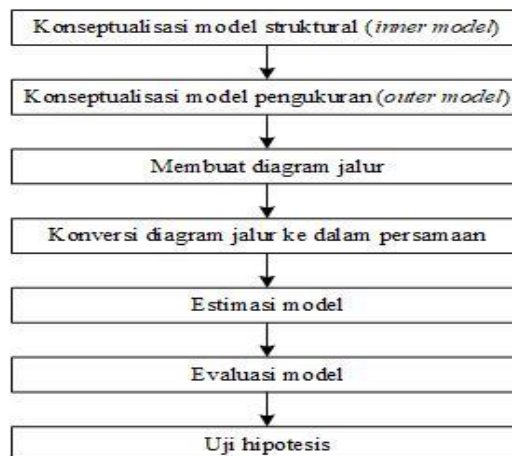 Konseptualisasi model struktural (inner model)
Konseptualisasi model pengukuran (outer model)
Membuat diagram jalur
Konversi diagram jalur ke dalam persamaan
Estimasi model
Evaluasi model
Uji hipotesis